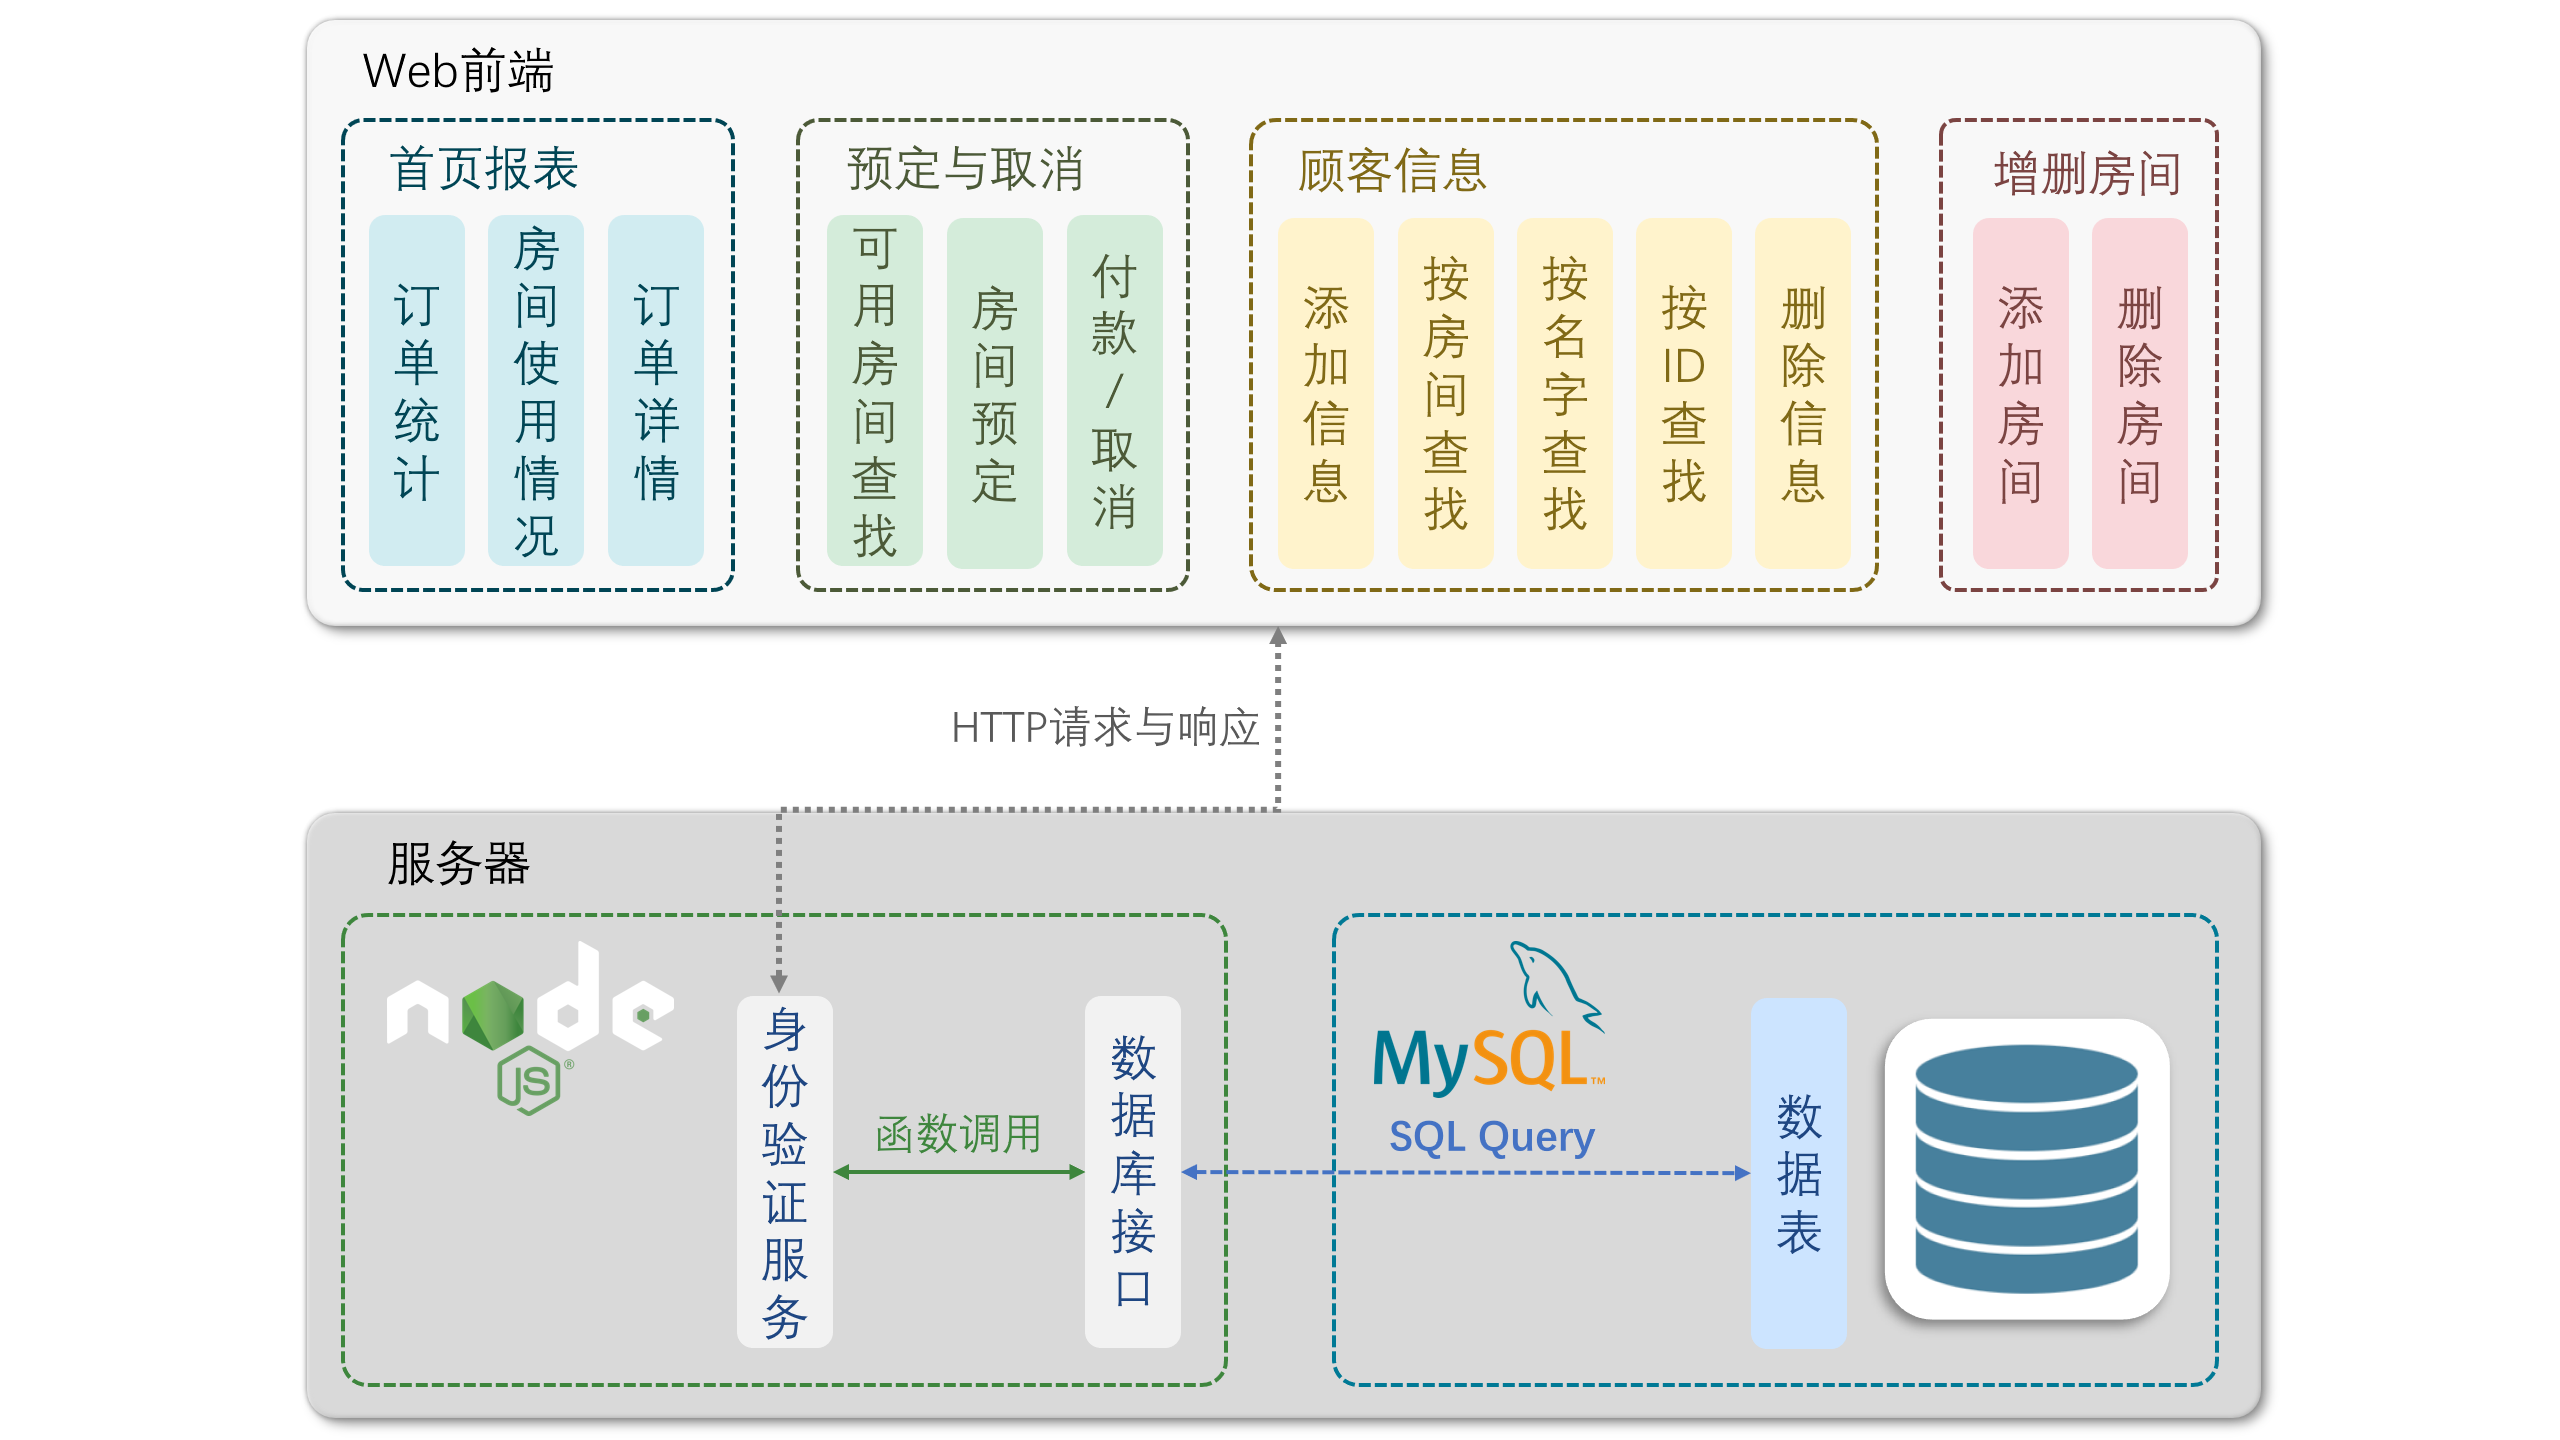 Web前端
首页报表
订单统计
房间使用情况
订单详情
预定与取消
可用房间查找
房间预定
付款/取消
顾客信息
添加信息
按房间查找
按名字查找
按ID查找
删除信息
增删房间
添加房间
删除房间
HTTP请求与响应
服务器
node
JS®
身份验证服务
函数调用
数据库接口
MySQL™
SQL Query
数据表